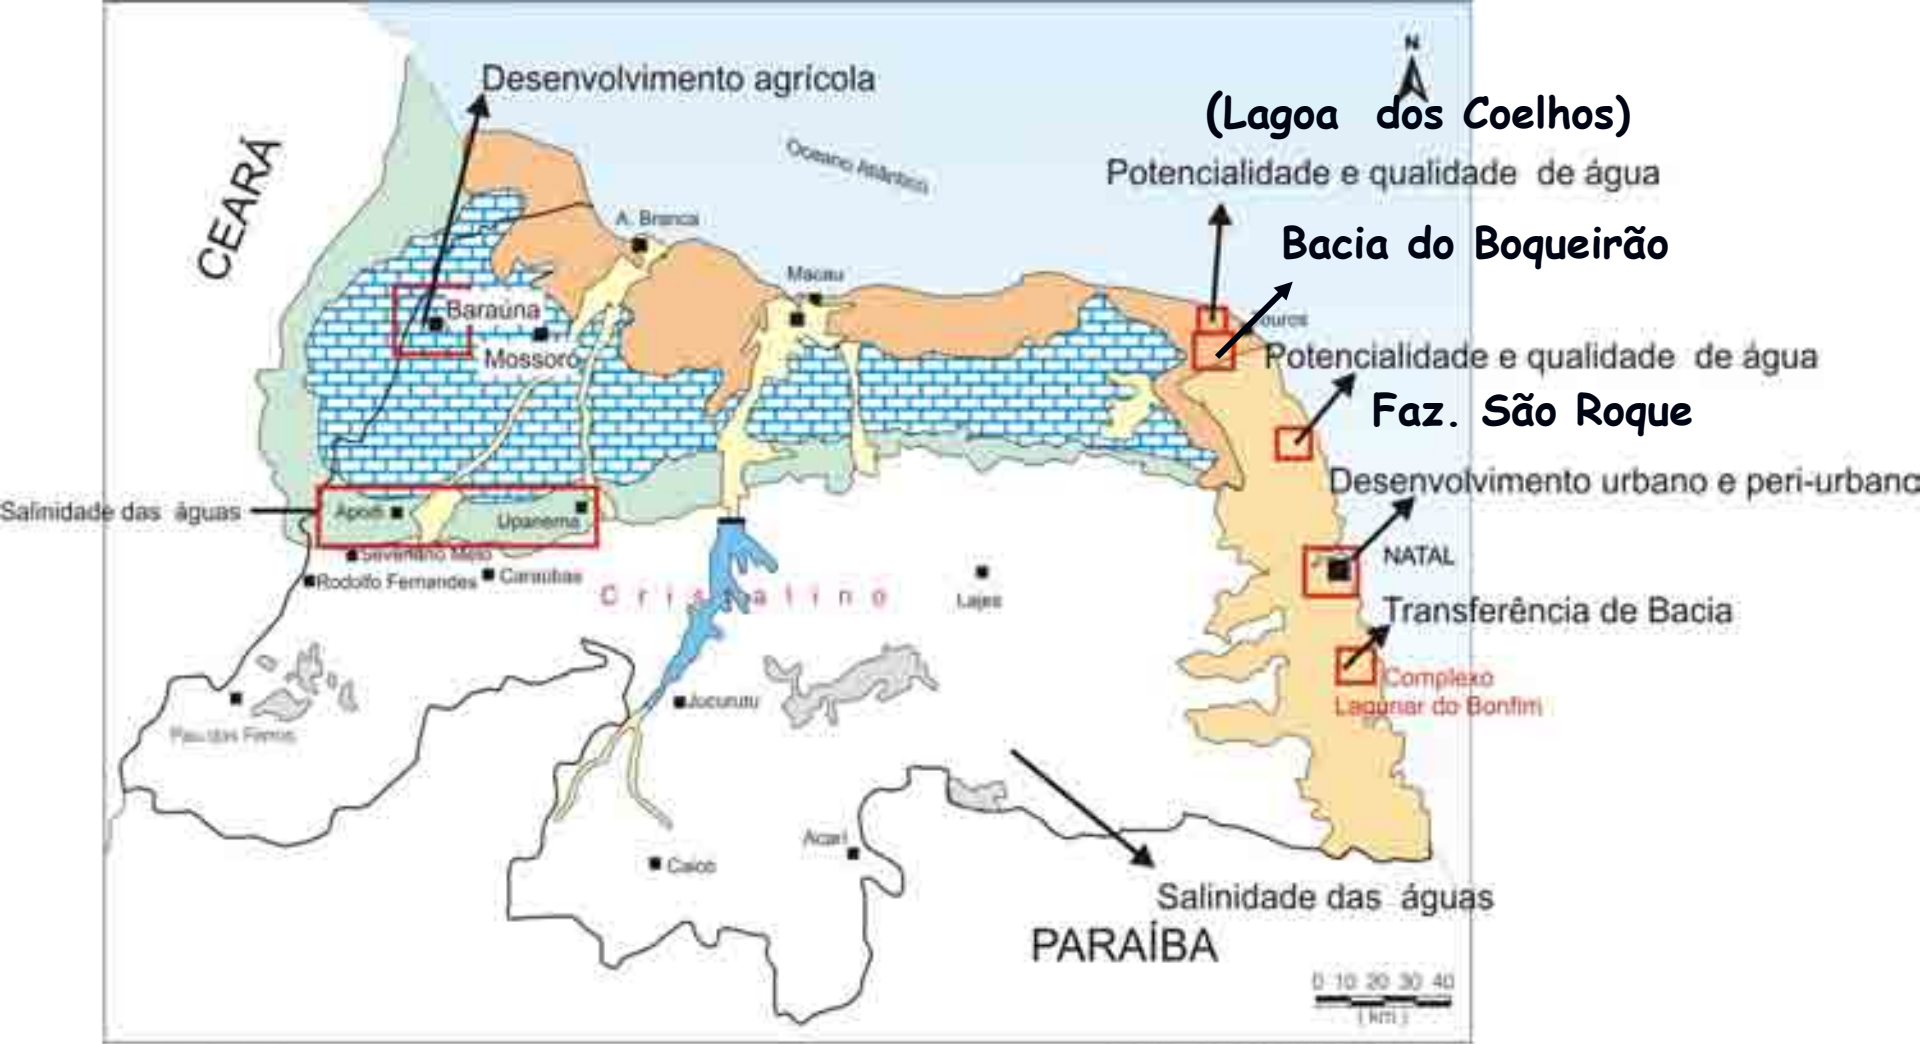 N
Desenvolvimento agrícola
(Lagoa dos Coelhos)
Potencialidade e qualidade de água
CEARÁ
Oceano Atlântico
A. Branca
Bacia do Boqueirão
Macau
Baraúna
Touros
Mossoró
Potencialidade e qualidade de água
Faz. São Roque
Desenvolvimento urbano e peri-urbano
Salinidade das águas
Apodi
Upanema
Severiano Melo
NATAL
Rodolfo Fernandes
Caraúbas
Cristalino
Lajes
Transferência de Bacia
Complexo
Lagunar do Bonfim
Jucurutu
Pau dos Ferros
Acari
Caicó
Salinidade das águas
PARAÍBA
0 10 20 30 40
(km)